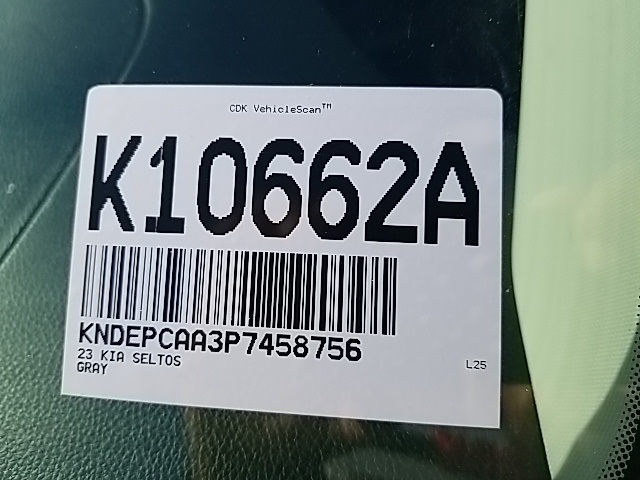 CDK VehicleScan™
K10662A
KNDEPCAA3P7458756
23 KIA SELTOS
GRAY
L25